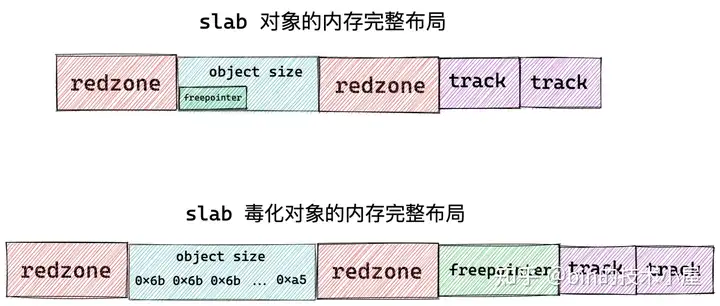 slab 对象的内存完整布局
redzone
object size
freepointer
redzone
track
track
slab 毒化对象的内存完整布局
redzone
object size
0×6b 0×6b 0×6b ... 0×a5
redzone
freepointer
track
track
知乎 @bin的技术小屋